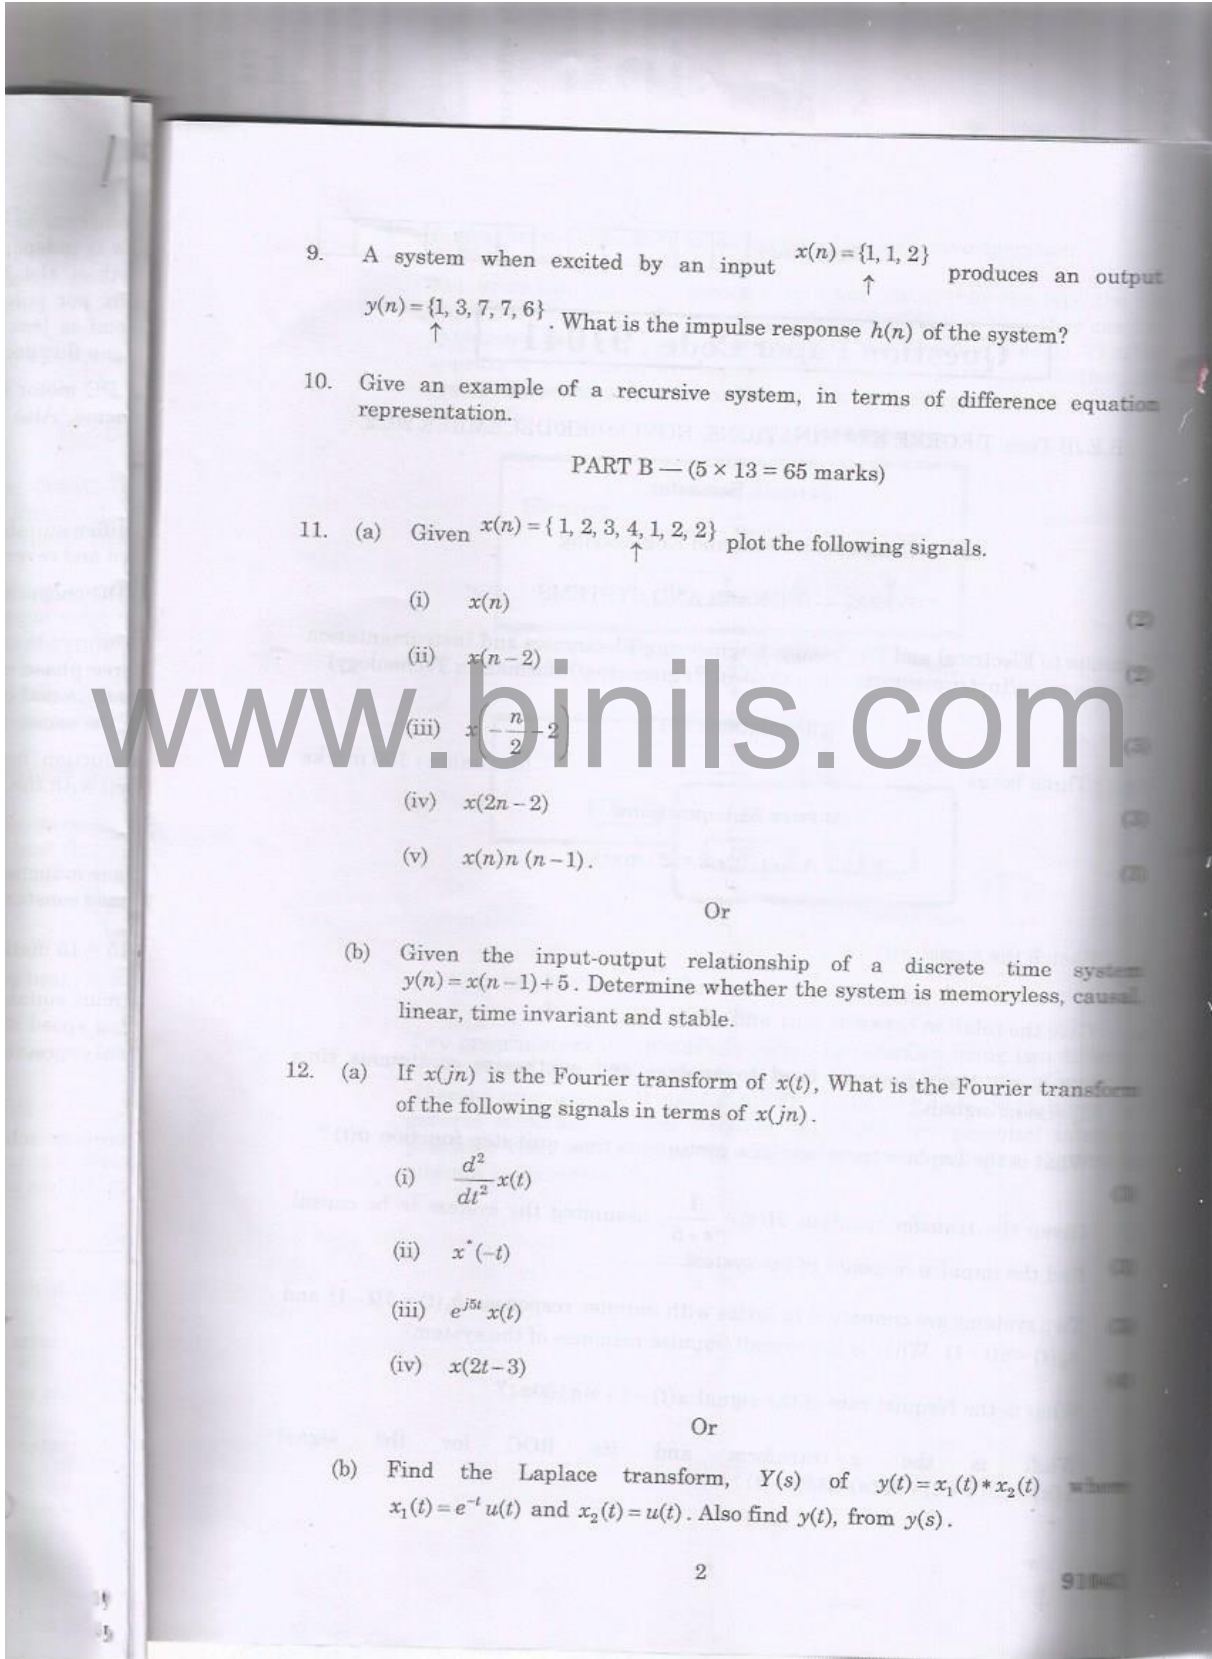 9. A system when excited by an input x(n) = {1, 1, 2} produces an output
↑
y(n) = {1, 3, 7, 7, 6} . What is the impulse response h(n) of the system?
↑
10. Give an example of a recursive system, in terms of difference equation
representation.
PART B — (5 × 13 = 65 marks)
11. (a) Given x(n) = { 1, 2, 3, 4, 1, 2, 2} plot the following signals.
↑
(i) x(n) (2)
(ii) x(n – 2) (2)
www.binils.com
(iii) x(– n/2 – 2) (3)
(iv) x(2n – 2) (3)
(v) x(n)n (n – 1) . (3)
Or
(b) Given the input-output relationship of a discrete time system
y(n) = x(n – 1) + 5 . Determine whether the system is memoryless, causal,
linear, time invariant and stable.
12. (a) If x(jn) is the Fourier transform of x(t), What is the Fourier transform
of the following signals in terms of x(jn) .
(i) d²/dt² x(t) (3)
(ii) x*(–t) (3)
(iii) e^{j5t} x(t)
(iv) x(2t – 3)
Or
(b) Find the Laplace transform, Y(s) of y(t) = x₁(t) * x₂(t) where
x₁(t) = e^{–t} u(t) and x₂(t) = u(t) . Also find y(t), from y(s) .
2